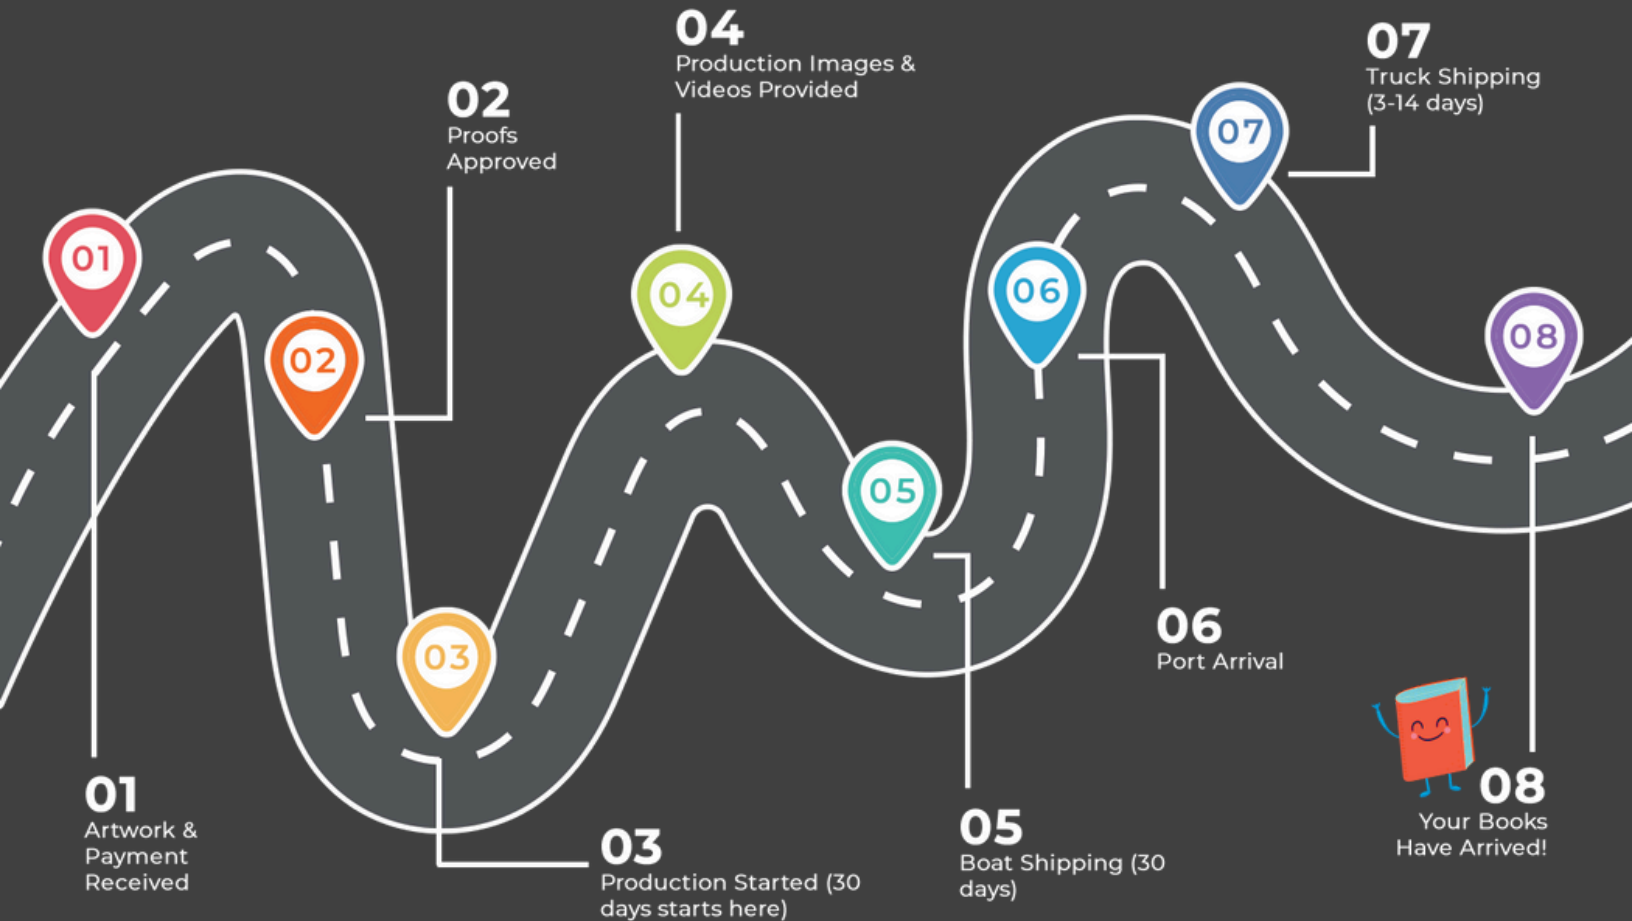 01
02
03
04
05
06
07
08
01
Artwork &
Payment
Received
02
Proofs
Approved
03
Production Started (30
days starts here)
04
Production Images &
Videos Provided
05
Boat Shipping (30
days)
06
Port Arrival
07
Truck Shipping
(3-14 days)
08
Your Books
Have Arrived!